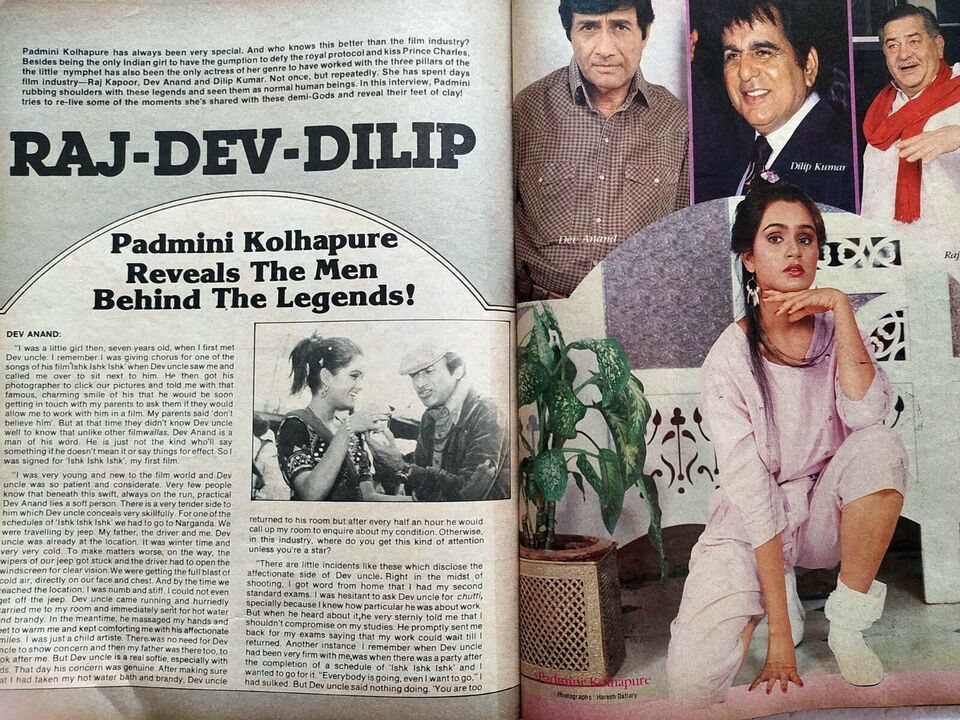 Padmini Kolhapure has always been very special. And who knows this better than the film industry?
Besides being the only Indian girl to have the gumption to defy the royal protocol and kiss Prince Charles,
the little nymphet has also been the only actress of her genre to have worked with the three pillars of the
film industry—Raj Kapoor, Dev Anand and Dilip Kumar. Not once, but repeatedly. She has spent days
rubbing shoulders with these legends and seen them as normal human beings. In this interview, Padmini
tries to re-live some of the moments she's shared with these demi-Gods and reveal their feet of clay!
RAJ-DEV-DILIP
Padmini Kolhapure
Reveals The Men
Behind The Legends!
DEV ANAND:
"I was a little girl then, seven years old, when I first met
Dev uncle. I remember I was giving chorus for one of the
songs of his film 'Ishk Ishk Ishk' when Dev uncle saw me and
called me over to sit next to him. He then got his
photographer to click our pictures and told me with that
famous, charming smile of his that he would be soon
getting in touch with my parents to ask them if they would
allow me to work with him in a film. My parents said 'don't
believe him'. But at that time they didn't know Dev uncle
well to know that unlike other filmwallas, Dev Anand is a
man of his word. He is just not the kind who'll say
something if he doesn't mean it or say things for effect. So I
was signed for 'Ishk Ishk Ishk', my first film.
"I was very young and new to the film world and Dev
uncle was so patient and considerate. Very few people
know that beneath this swift, always on the run, practical
Dev Anand lies a soft person. There is a very tender side to
him which Dev uncle conceals very skilfully. For one of the
schedules of 'Ishk Ishk Ishk' we had to go to Narganda. We
were travelling by jeep. My father, the driver and me. Dev
uncle was already at the location. It was winter time and
very very cold. To make matters worse, on the way, the
wipers of our jeep got stuck and the driver had to open the
windscreen for clear vision. We were getting the full blast of
cold air, directly on our face and chest. And by the time we
reached the location, I was numb and stiff. I could not even
get off the jeep. Dev uncle came running and hurriedly
carried me to my room and immediately sent for hot water
and brandy. In the meantime, he massaged my hands and
eet to warm me and kept comforting me with his affectionate
miles. I was just a child artiste. There was no need for Dev
ncle to show concern and then my father was there too, to
ok after me. But Dev uncle is a real softie, especially with
ds. That day his concern was genuine. After making sure
t I had taken my hot water bath and brandy, Dev uncle
returned to his room but after every half an hour he would
call up my room to enquire about my condition. Otherwise,
in this industry, where do you get this kind of attention
unless you're a star?
"There are little incidents like these which disclose the
affectionate side of Dev uncle. Right in the midst of
shooting, I got word from home that I had my second
standard exams. I was hesitant to ask Dev uncle for chutti,
specially because I knew how particular he was about work.
But when he heard about it, he very sternly told me that I
shouldn't compromise on my studies. He promptly sent me
back for my exams saying that my work could wait till I
returned. Another instance I remember when Dev uncle
had been very firm with me, was when there was a party after
the completion of a schedule of 'Ishk Ishk Ishk' and I
wanted to go for it. "Everybody is going, even I want to go,"
had sulked. But Dev uncle said nothing doing. 'You are too
Dev Anand
Dilip Kumar
Raj
Padmini Kolhapure
Photographs: Haresh Daftary